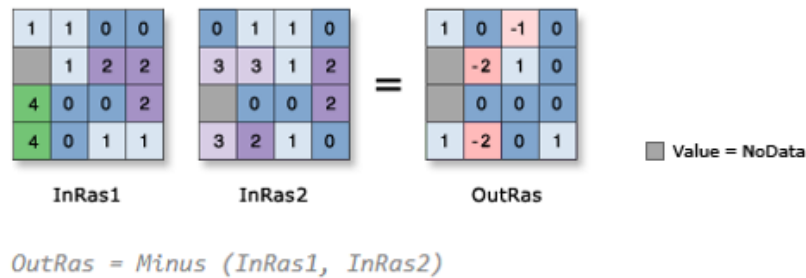 1 1 0 0 0 1 1 0 1 0 -1 0
1 2 2 3 3 1 2 = -2 1 0
4 0 0 2 0 0 2 0 0 0
4 0 1 1 3 2 1 0 1 -2 0 1
Value = NoData
InRas1 InRas2 OutRas
OutRas = Minus (InRas1, InRas2)